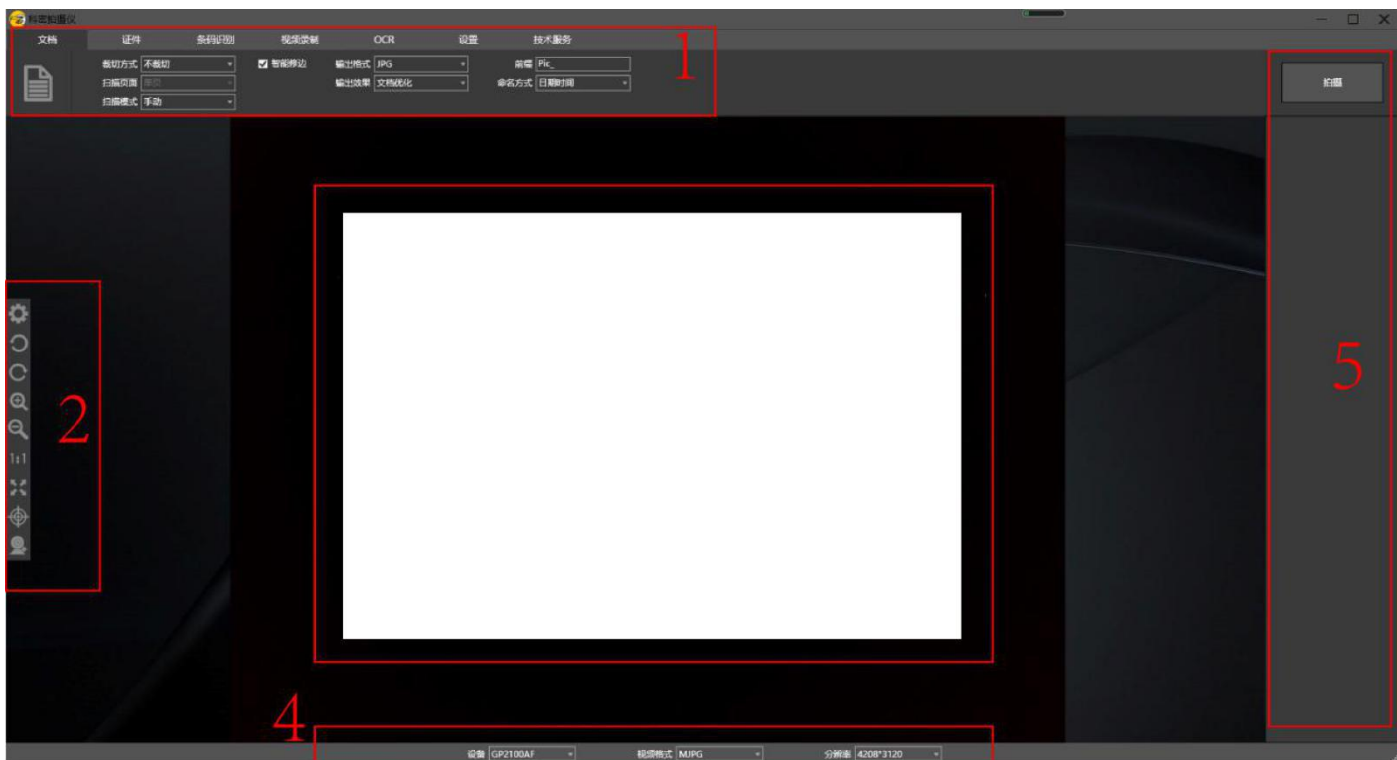 科密拍摄仪
文档 证件 条码识别 视频录制 OCR 设置 技术服务
1
裁切方式 不裁切 智能修边 输出格式 JPG 前缀 Pic_
扫描页面 单页 输出效果 文档优化 命名方式 日期时间
扫描模式 手动
拍摄
2
1:1
5
4
设备 GP2100AF 视频格式 MJPG 分辨率 4208*3120